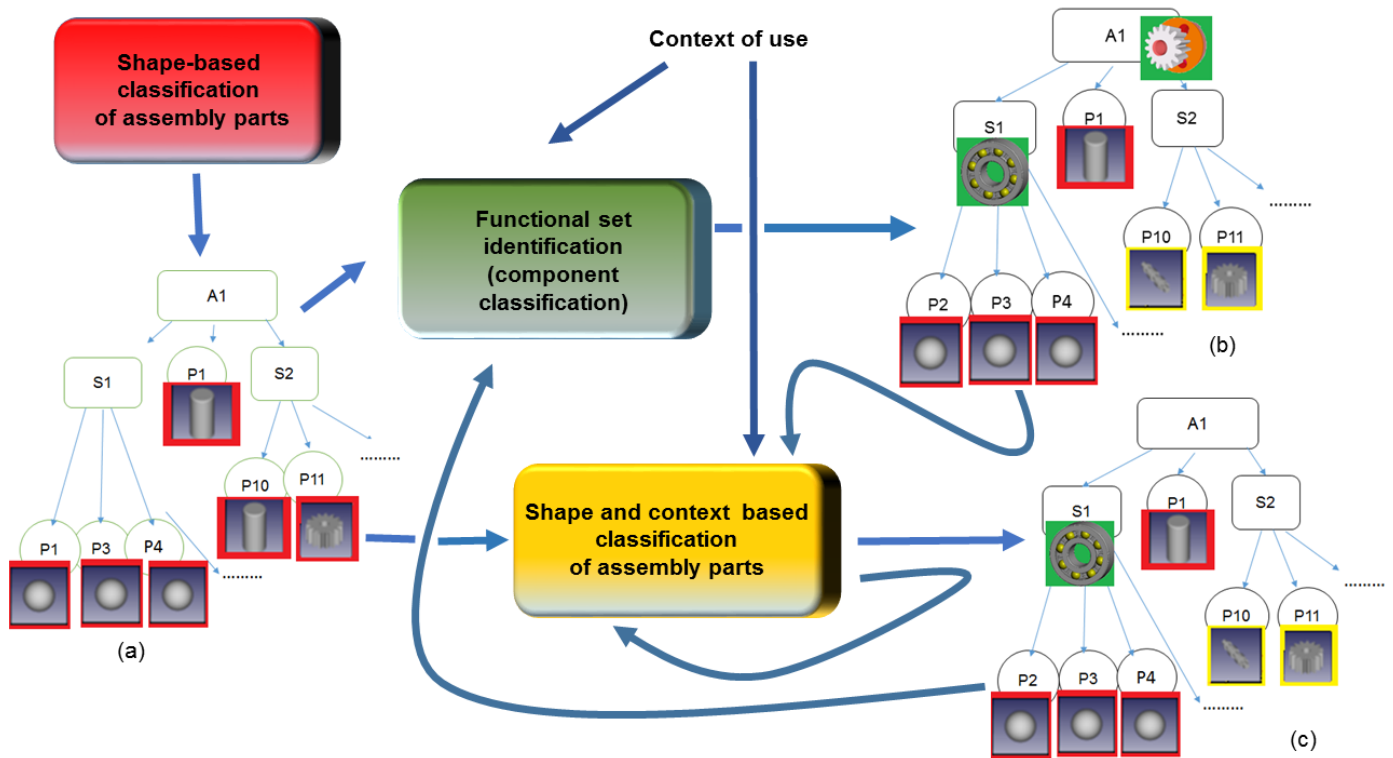 Shape-based
classification
of assembly parts
Context of use
Functional set
identification
(component
classification)
Shape and context based
classification
of assembly parts
A1
S1
P1
S2
P10
P11
.........
P1
P3
P4
.........
(a)
A1
S1
P1
S2
.........
P10
P11
P2
P3
P4
.........
(b)
A1
S1
P1
S2
.........
P10
P11
P2
P3
P4
.........
(c)